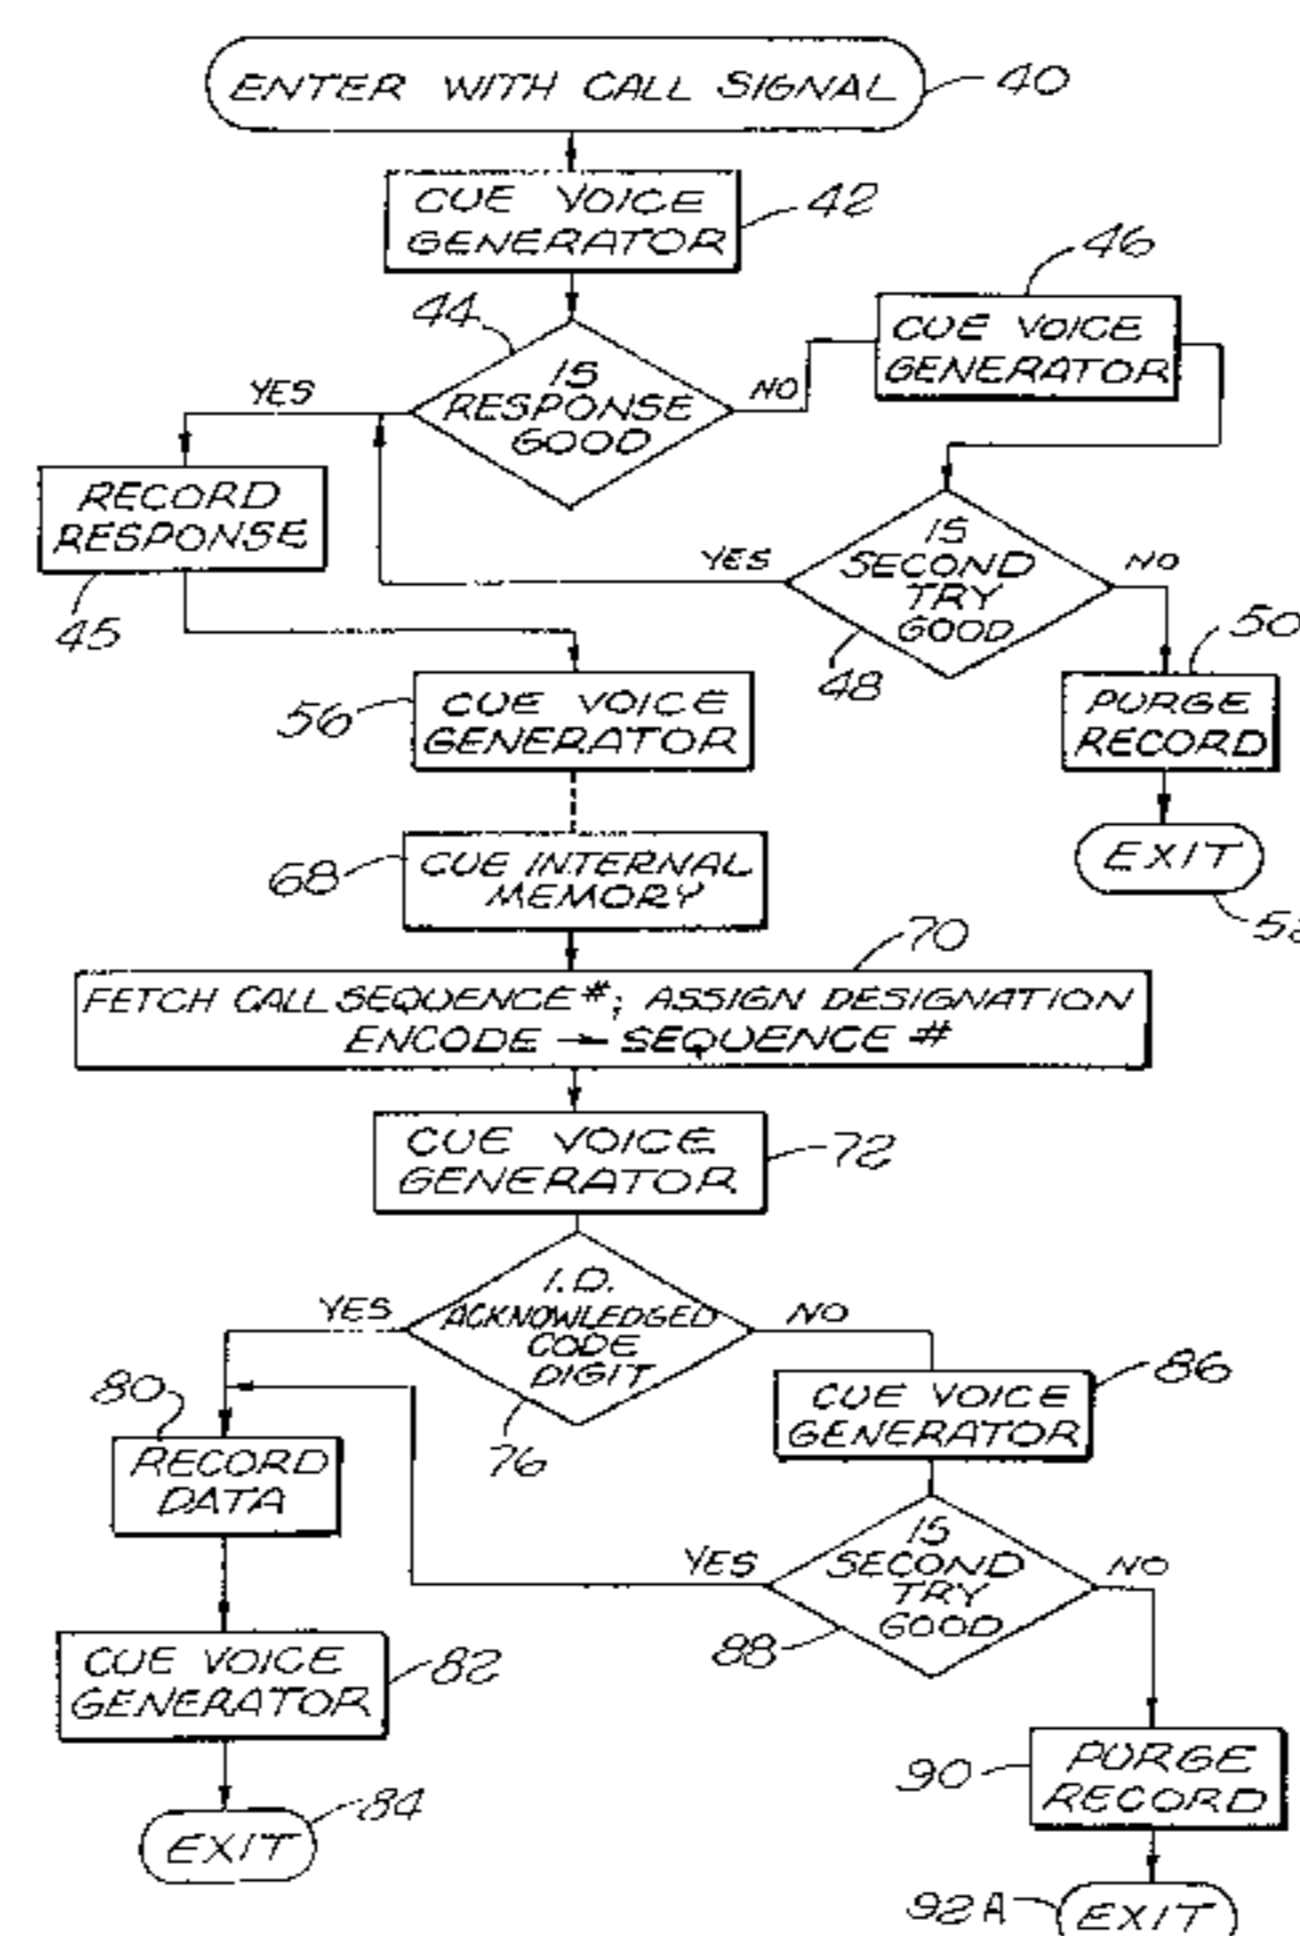 ENTER WITH CALL SIGNAL
40
CUE VOICE
GENERATOR
42
46
44
CUE VOICE
GENERATOR
IS
RESPONSE
GOOD
YES
NO
RECORD
RESPONSE
45
IS
SECOND
TRY
GOOD
YES
NO
48
50
PURGE
RECORD
56
CUE VOICE
GENERATOR
EXIT
68
CUE INTERNAL
MEMORY
70
FETCH CALL SEQUENCE #; ASSIGN DESIGNATION
ENCODE → SEQUENCE #
CUE VOICE
GENERATOR
72
I.D.
ACKNOWLEDGED
CODE
DIGIT
YES
NO
76
80
RECORD
DATA
86
CUE VOICE
GENERATOR
IS
SECOND
TRY
GOOD
YES
NO
88
CUE VOICE
GENERATOR
82
90
PURGE
RECORD
EXIT
84
92A
EXIT